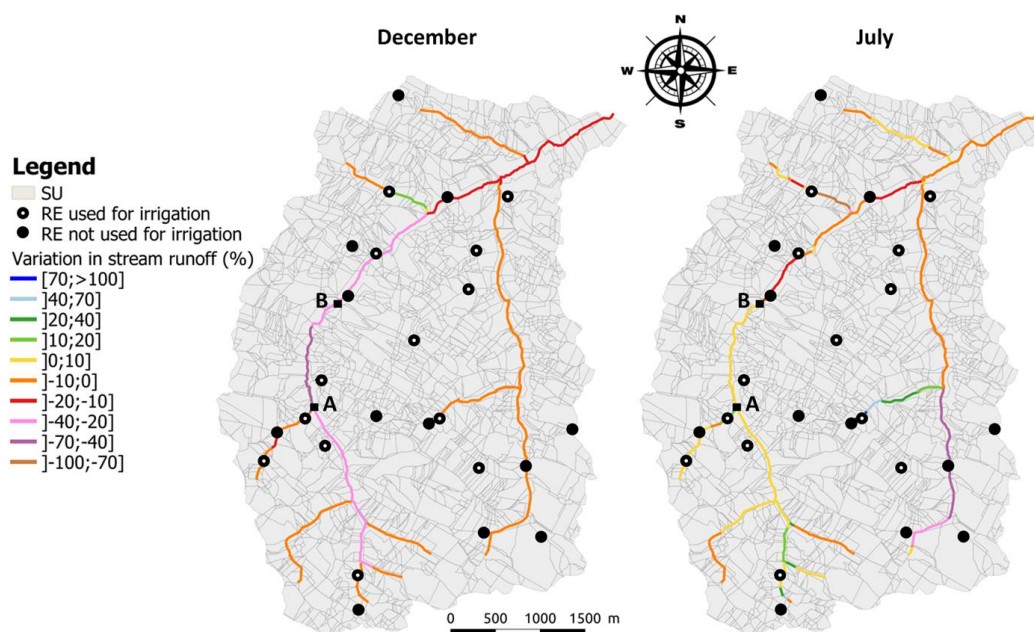 December
July
N
W
E
S
Legend
SU
RE used for irrigation
RE not used for irrigation
Variation in stream runoff (%)
[70;>100]
]40;70]
]20;40]
]10;20]
]0;10]
]-10;0]
]-20;-10]
]-40;-20]
]-70;-40]
]-100;-70]
B
A
B
A
0 500 1000 1500 m